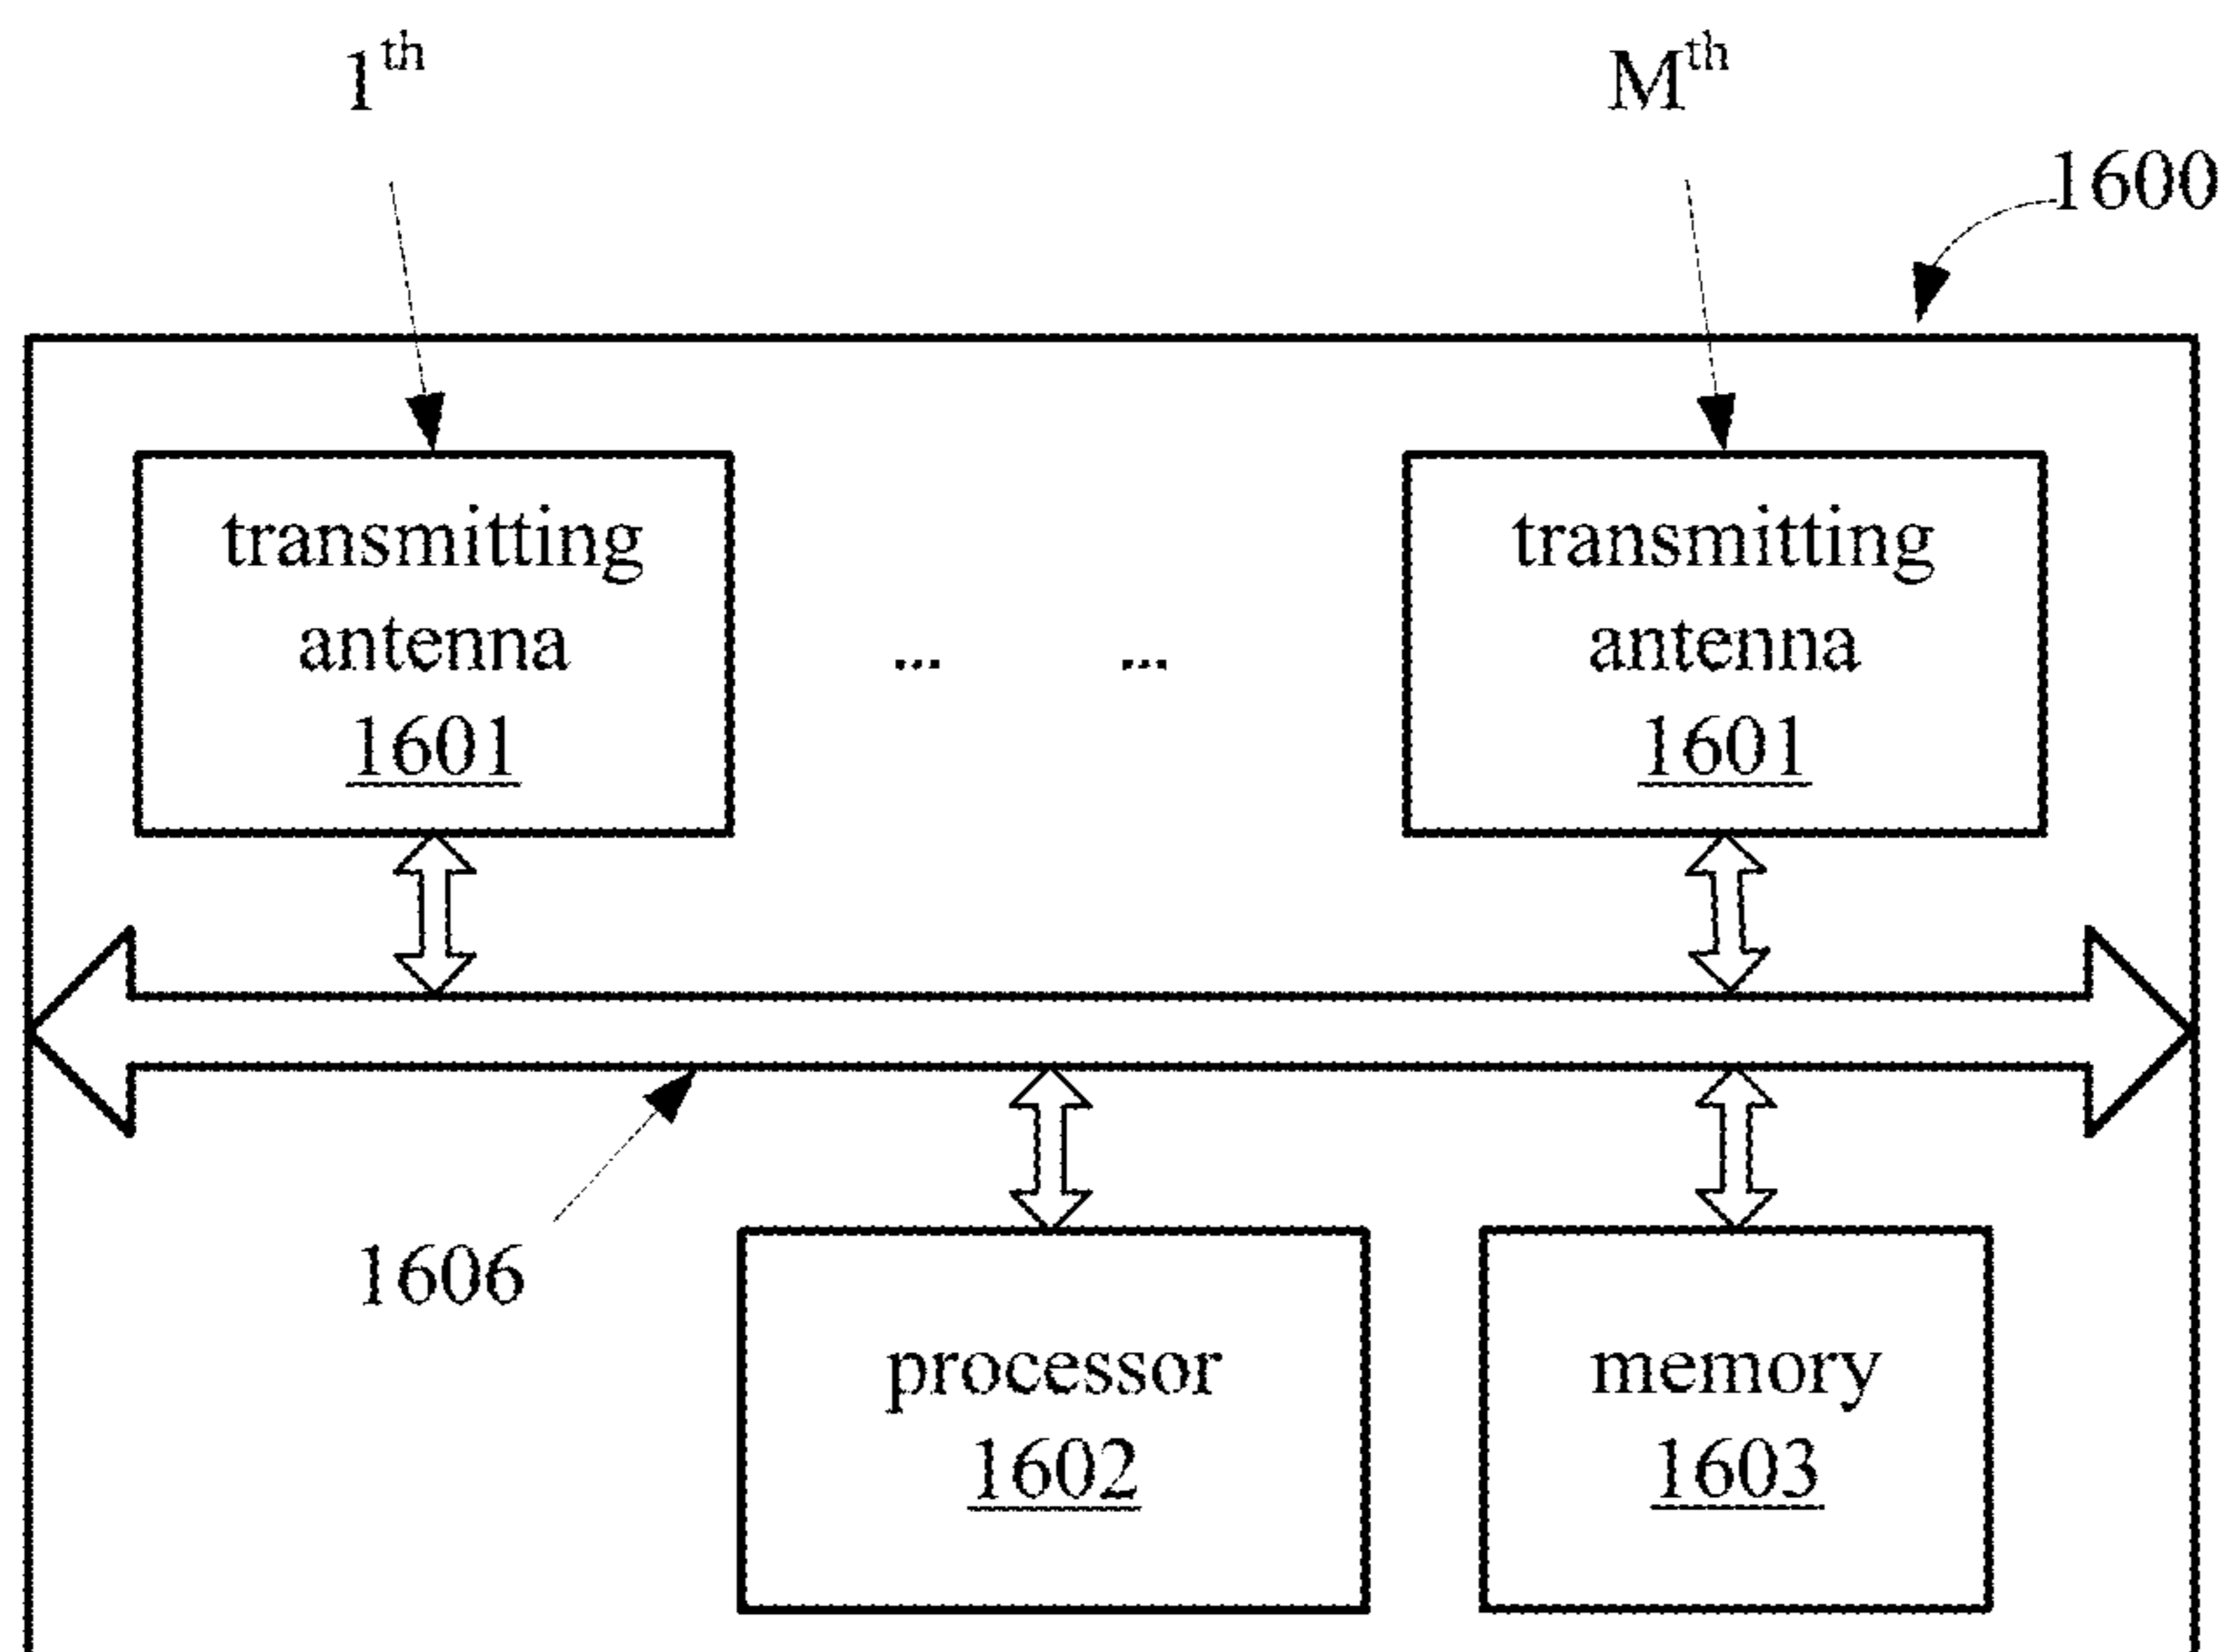 1th
Mth
1600
transmitting
antenna
1601
... ...
transmitting
antenna
1601
1606
processor
1602
memory
1603